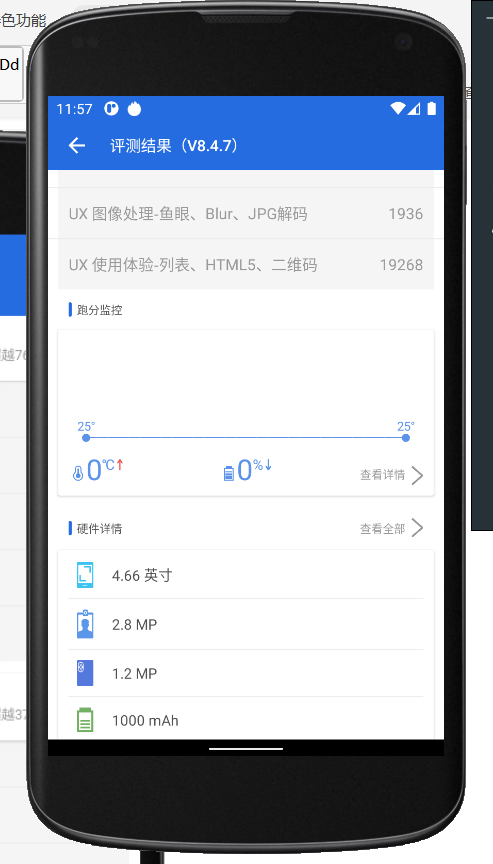 色功能
Dd
11:57
评测结果（V8.4.7）
UX 图像处理-鱼眼、Blur、JPG解码 1936
UX 使用体验-列表、HTML5、二维码 19268
跑分监控
25° 25°
0℃↑ 0%↓ 查看详情
硬件详情 查看全部
4.66 英寸
2.8 MP
1.2 MP
1000 mAh
越76
越37